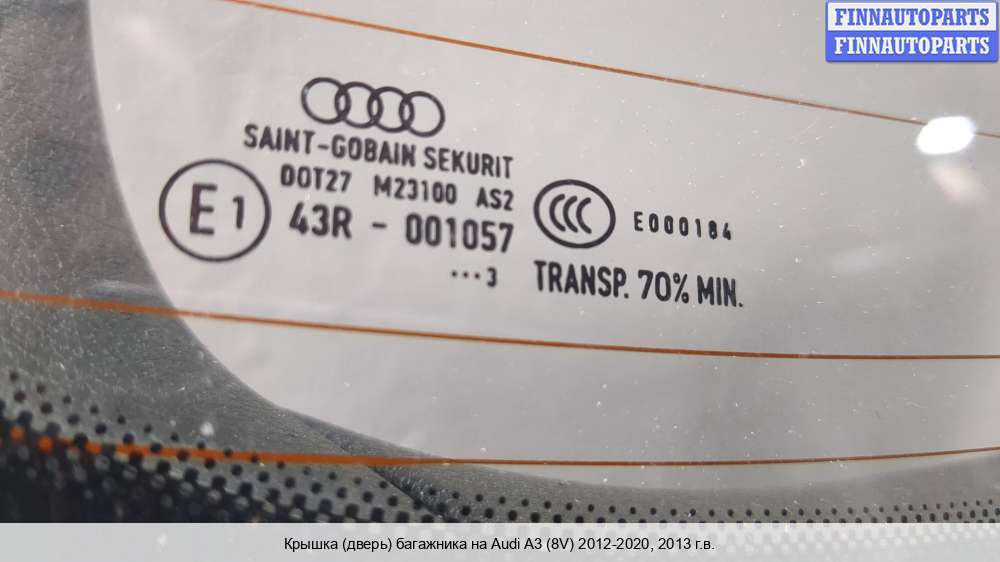 FINNAUTOPARTS
FINNAUTOPARTS
SAINT-GOBAIN SEKURIT
DOT27 M23100 AS2
E1 43R - 001057
CCC E000184
•••3
TRANSP. 70% MIN.
Крышка (дверь) багажника на Audi A3 (8V) 2012-2020, 2013 г.в.